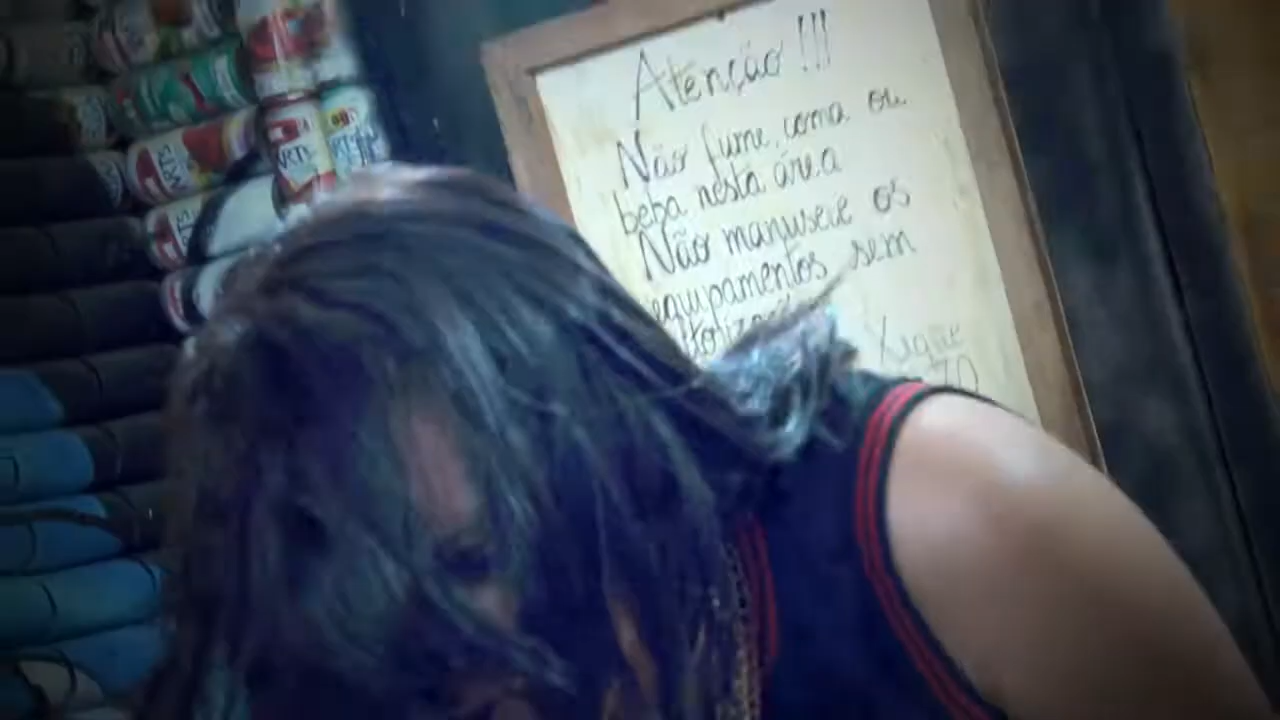 Atenção !!!
Não fume, coma ou
beba nesta área
Não manuseie os
equipamentos sem